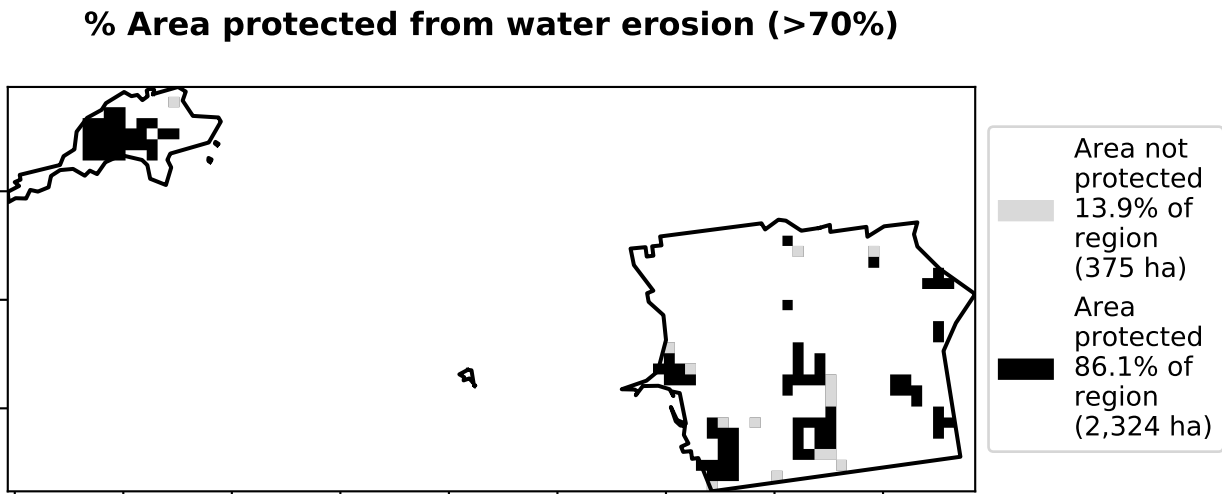 % Area protected from water erosion (>70%)
Area not
protected
13.9% of
region
(375 ha)
Area
protected
86.1% of
region
(2,324 ha)